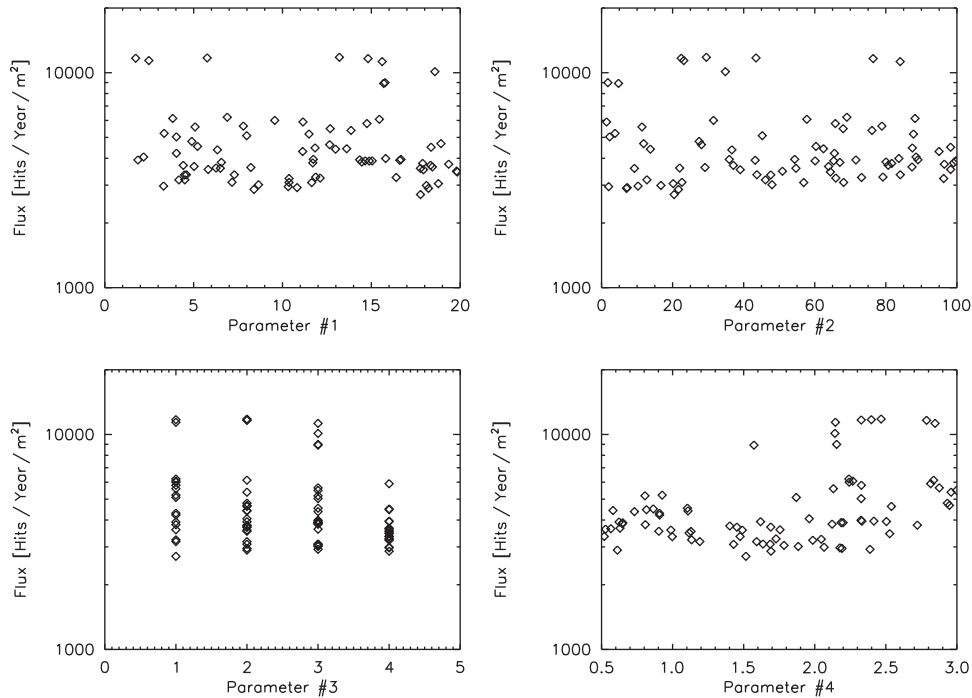 10000
1000
Flux [Hits / Year / m²]
0 5 10 15 20
Parameter #1
10000
1000
Flux [Hits / Year / m²]
0 20 40 60 80 100
Parameter #2
10000
1000
Flux [Hits / Year / m²]
0 1 2 3 4 5
Parameter #3
10000
1000
Flux [Hits / Year / m²]
0.5 1.0 1.5 2.0 2.5 3.0
Parameter #4